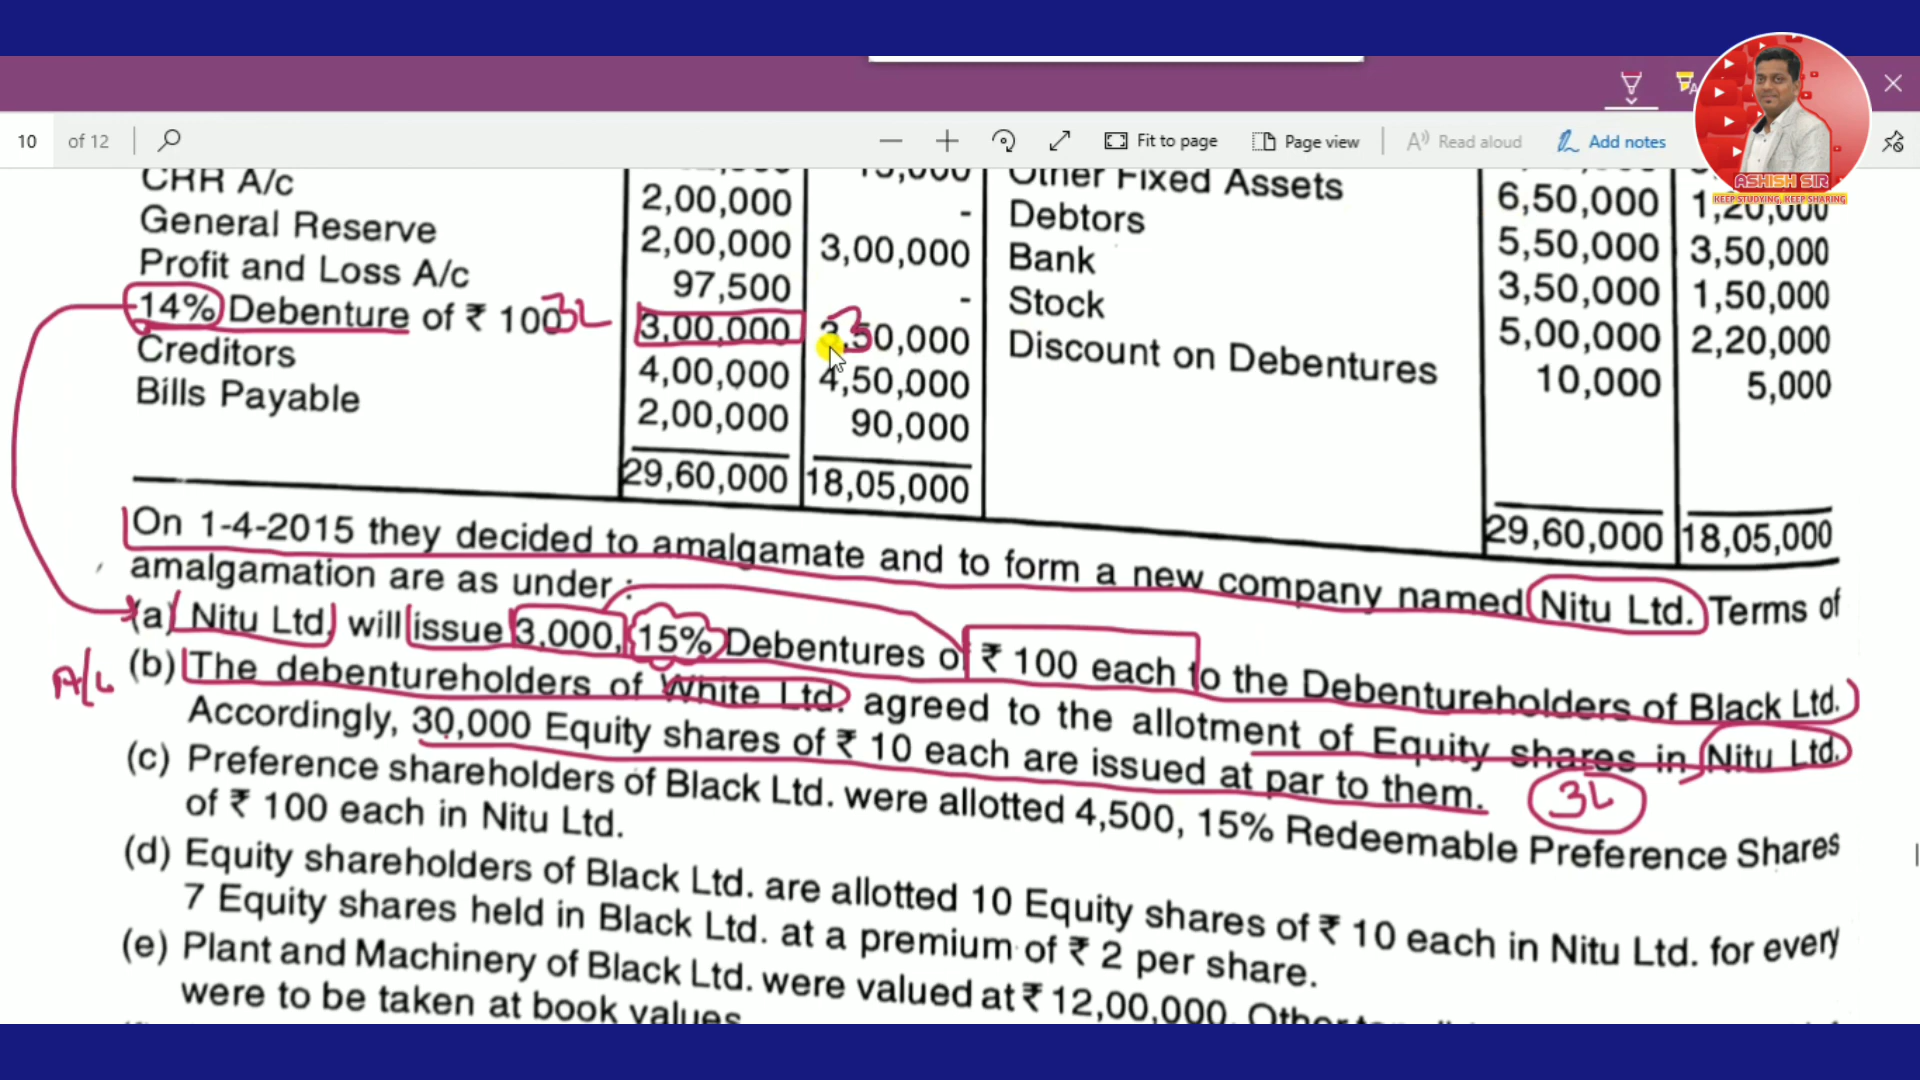 10 of 12
Fit to page Page view Read aloud Add notes
ASHISH SIR
KEEP STUDYING, KEEP SHARING
CRR A/c 2,00,000 - Other Fixed Assets 6,50,000 1,20,000
General Reserve 2,00,000 3,00,000 Debtors 5,50,000 3,50,000
Profit and Loss A/c 97,500 - Bank 3,50,000 1,50,000
14% Debenture of ₹ 100 3L 3,00,000 50,000 Stock 5,00,000 2,20,000
Creditors 4,00,000 4,50,000 Discount on Debentures 10,000 5,000
Bills Payable 2,00,000 90,000
29,60,000 18,05,000 29,60,000 18,05,000
On 1-4-2015 they decided to amalgamate and to form a new company named Nitu Ltd. Terms of
amalgamation are as under :
(a) Nitu Ltd. will issue 3,000, 15% Debentures of ₹ 100 each to the Debentureholders of Black Ltd.
A/L
(b) The debentureholders of White Ltd. agreed to the allotment of Equity shares in Nitu Ltd.
Accordingly, 30,000 Equity shares of ₹ 10 each are issued at par to them. 3L
(c) Preference shareholders of Black Ltd. were allotted 4,500, 15% Redeemable Preference Shares
of ₹ 100 each in Nitu Ltd.
(d) Equity shareholders of Black Ltd. are allotted 10 Equity shares of ₹ 10 each in Nitu Ltd. for every
7 Equity shares held in Black Ltd. at a premium of ₹ 2 per share.
(e) Plant and Machinery of Black Ltd. were valued at ₹ 12,00,000.
were to be taken at book values